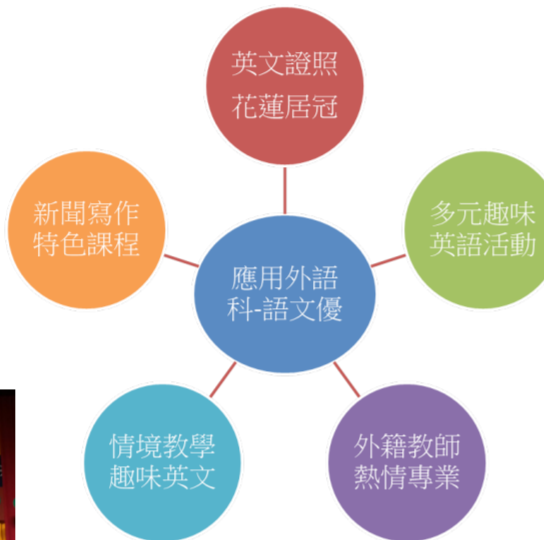 英文證照
花蓮居冠
新聞寫作
特色課程
多元趣味
英語活動
應用外語
科-語文優
情境教學
趣味英文
外籍教師
熱情專業